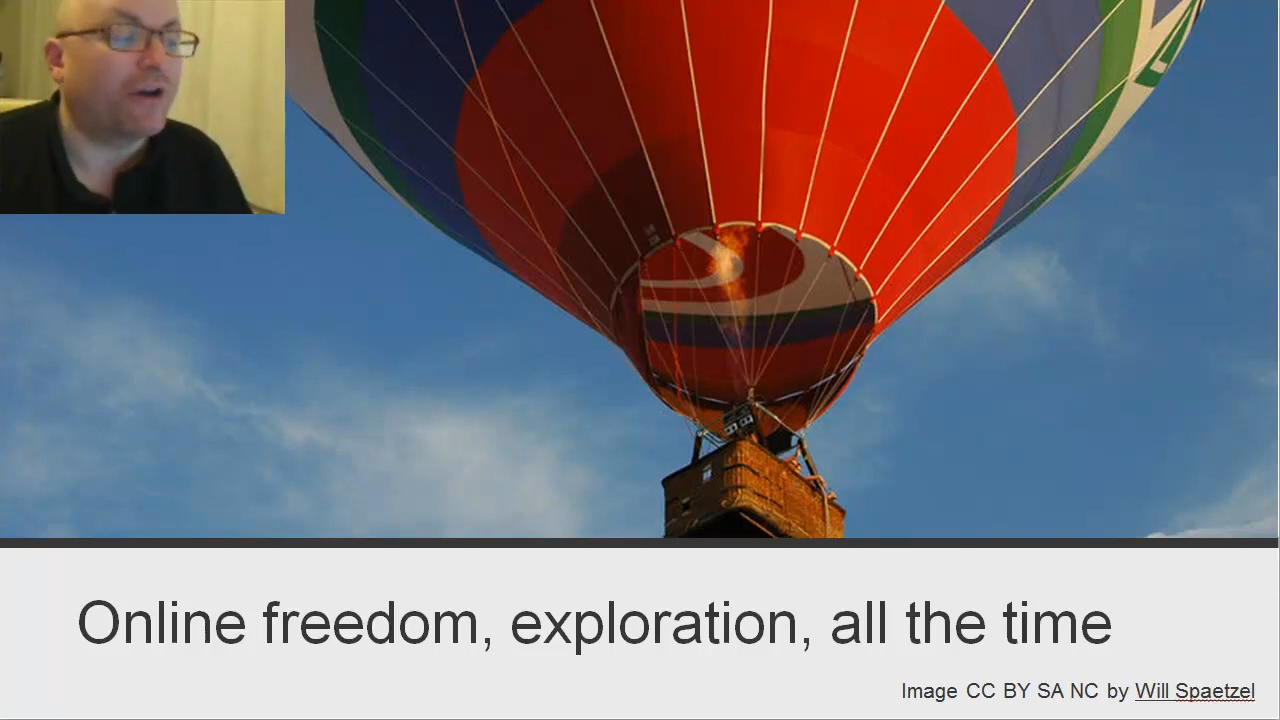 Online freedom, exploration, all the time
Image CC BY SA NC by Will Spaetzel